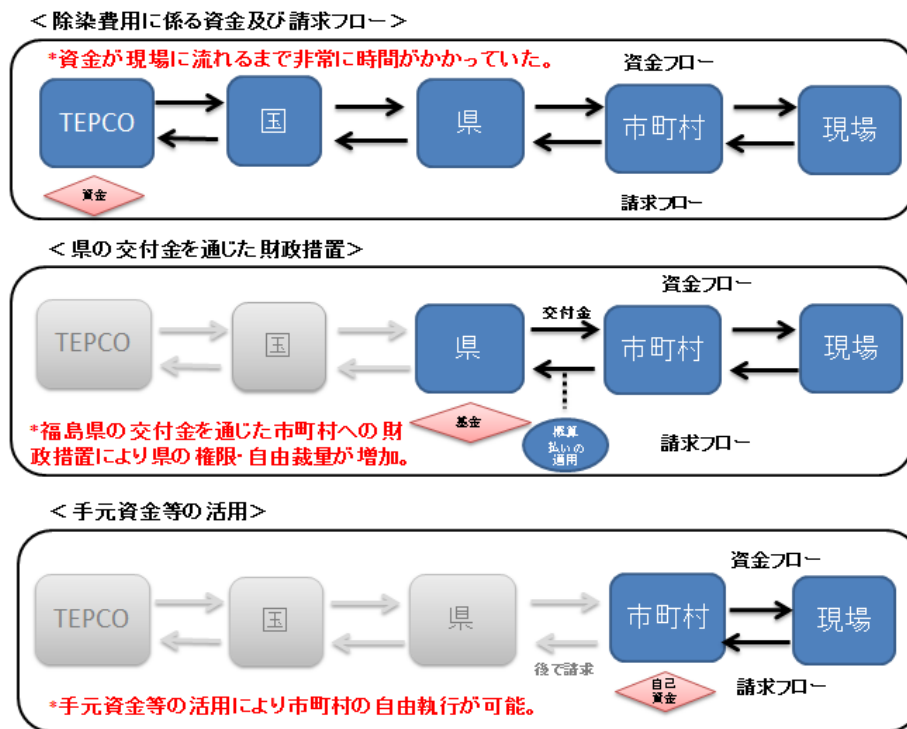 ＜除染費用に係る資金及び請求フロー＞
*資金が現場に流れるまで非常に時間がかかっていた。
資金フロー
TEPCO
国
県
市町村
現場
資金
請求フロー
＜県の交付金を通じた財政措置＞
資金フロー
交付金
TEPCO
国
県
市町村
現場
基金
概算
払いの
適用
*福島県の交付金を通じた市町村への財
政措置により県の権限・自由裁量が増加。
請求フロー
＜手元資金等の活用＞
資金フロー
TEPCO
国
県
市町村
現場
後で請求
自己
資金
請求フロー
*手元資金等の活用により市町村の自由執行が可能。